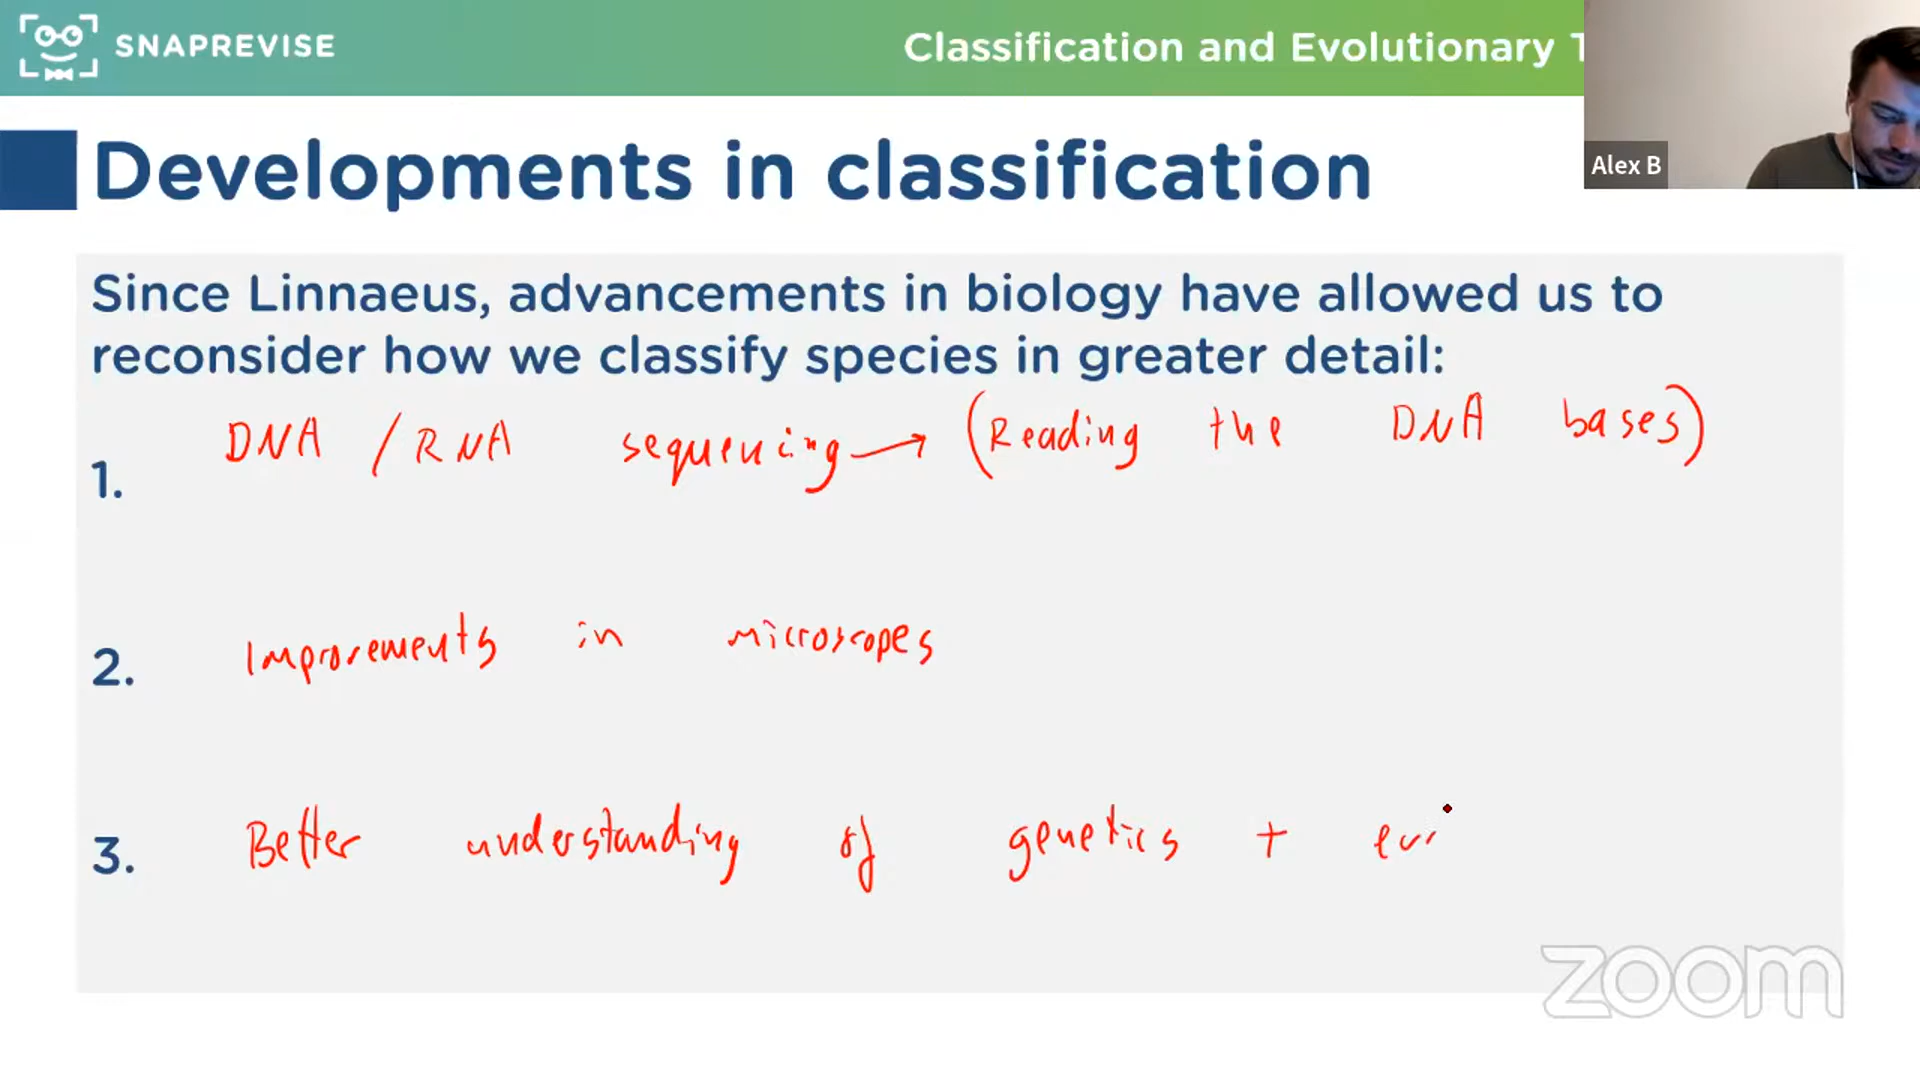 SNAPREVISE
Classification and Evolutionary T
Alex B
Developments in classification
Since Linnaeus, advancements in biology have allowed us to
reconsider how we classify species in greater detail:
1. DNA / RNA sequencing → (Reading the DNA bases)
2. Improvements in microscopes
3. Better understanding of genetics +
zoom